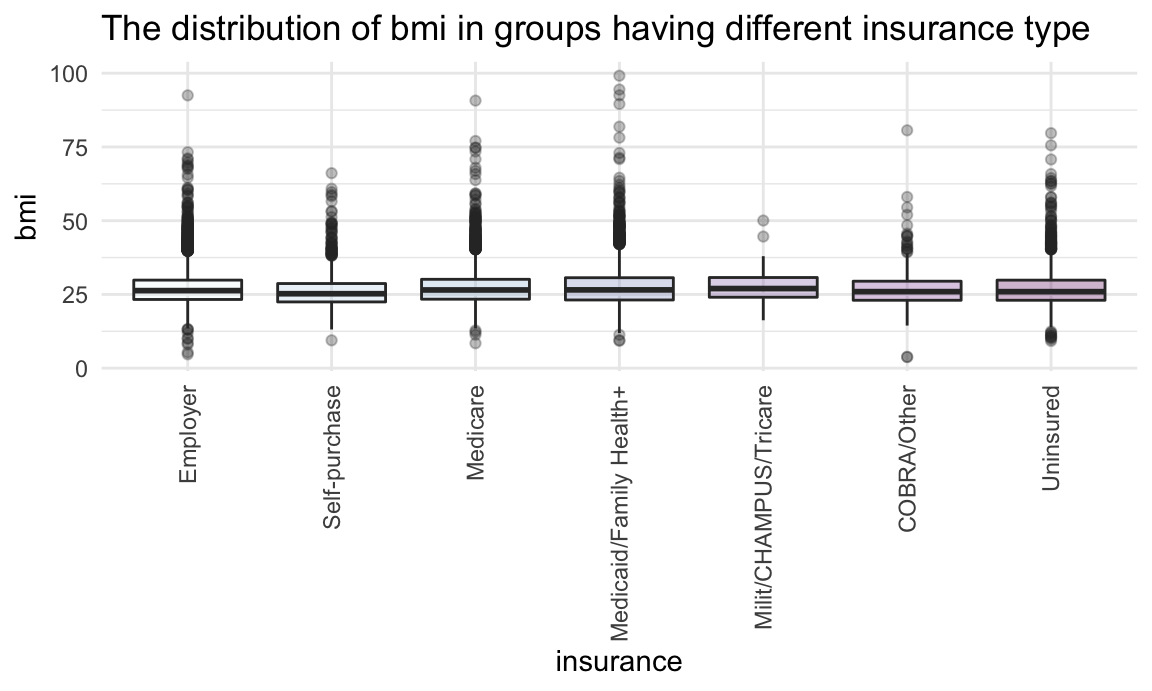 The distribution of bmi in groups having different insurance type
bmi
100
75
50
25
0
Employer
Self-purchase
Medicare
Medicaid/Family Health+
Milit/CHAMPUS/Tricare
COBRA/Other
Uninsured
insurance